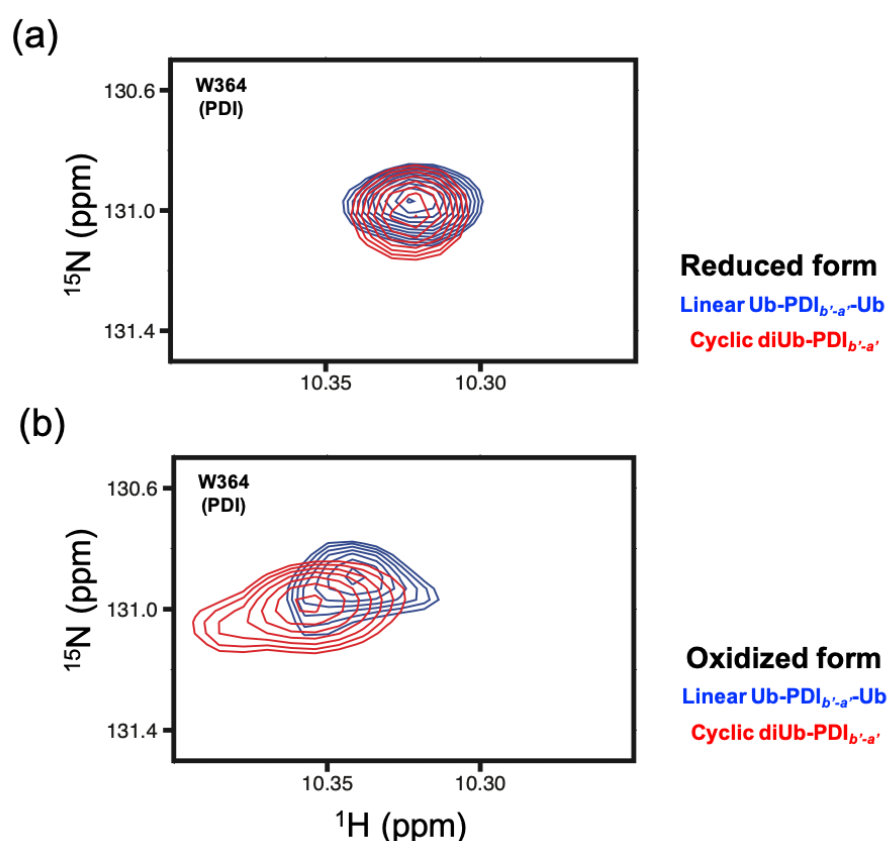 (a)
W364
(PDI)
130.6
131.0
131.4
¹⁵N (ppm)
10.35 10.30
Reduced form
Linear Ub-PDIb'-a'-Ub
Cyclic diUb-PDIb'-a'
(b)
W364
(PDI)
130.6
131.0
131.4
¹⁵N (ppm)
10.35 10.30
¹H (ppm)
Oxidized form
Linear Ub-PDIb'-a'-Ub
Cyclic diUb-PDIb'-a'